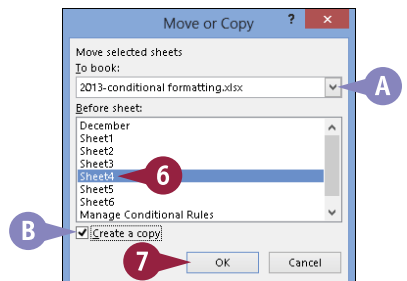 Move or Copy ? ×
Move selected sheets
To book:
2013-conditional formatting.xlsx
A
Before sheet:
December
Sheet1
Sheet2
Sheet3
Sheet4
6
Sheet5
Sheet6
Manage Conditional Rules
B
Create a copy
7
OK Cancel